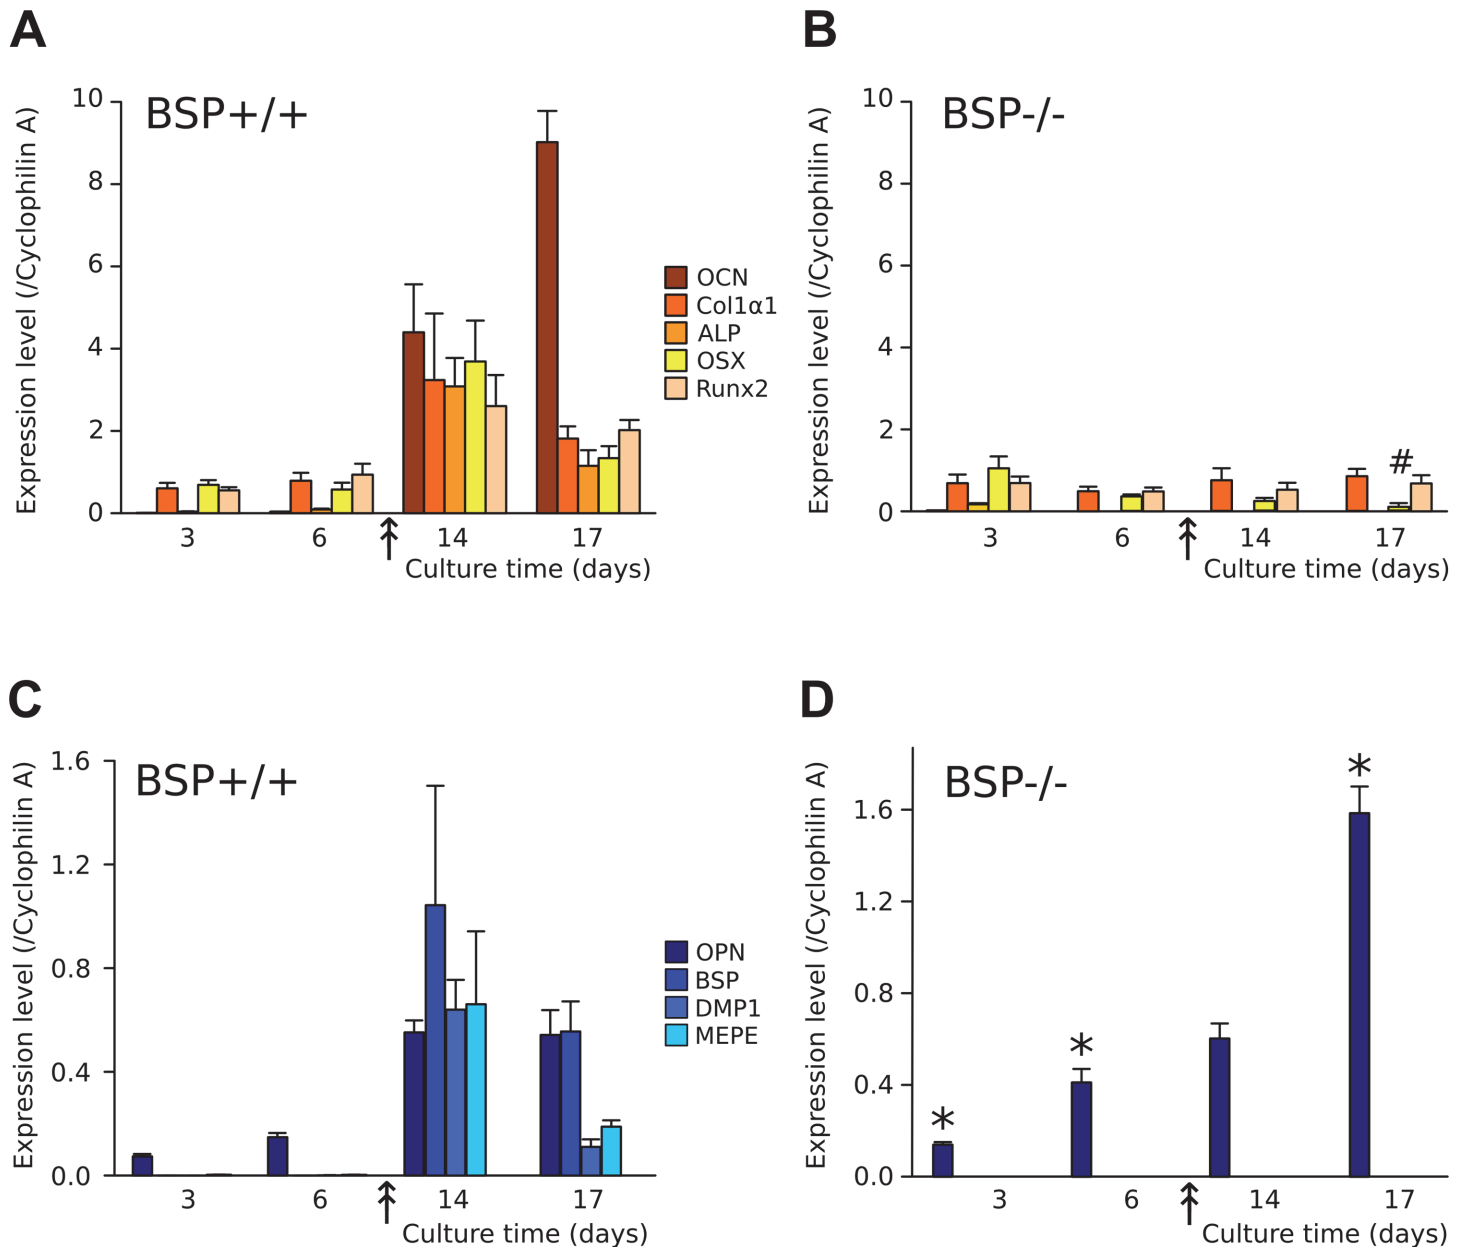 A
BSP+/+
Expression level (/Cyclophilin A)
10
8
6
4
2
0
3 6 14 17
Culture time (days)
OCN
Col1α1
ALP
OSX
Runx2
B
BSP-/-
Expression level (/Cyclophilin A)
10
8
6
4
2
0
#
3 6 14 17
Culture time (days)
C
BSP+/+
Expression level (/Cyclophilin A)
1.6
1.2
0.8
0.4
0.0
3 6 14 17
Culture time (days)
OPN
BSP
DMP1
MEPE
D
BSP-/-
Expression level (/Cyclophilin A)
1.6
1.2
0.8
0.4
0.0
* * *
3 6 14 17
Culture time (days)